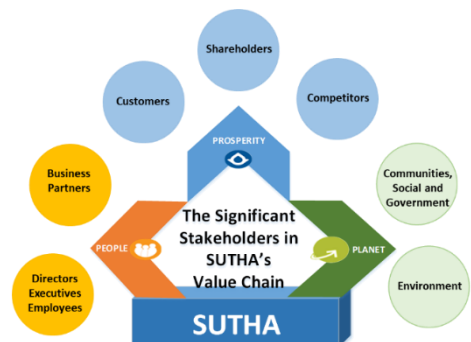 Shareholders
Customers
Competitors
PROSPERITY
Business
Partners
Communities,
Social and
Government
The Significant
Stakeholders in
SUTHA's
Value Chain
PEOPLE
PLANET
Directors
Executives
Employees
Environment
SUTHA